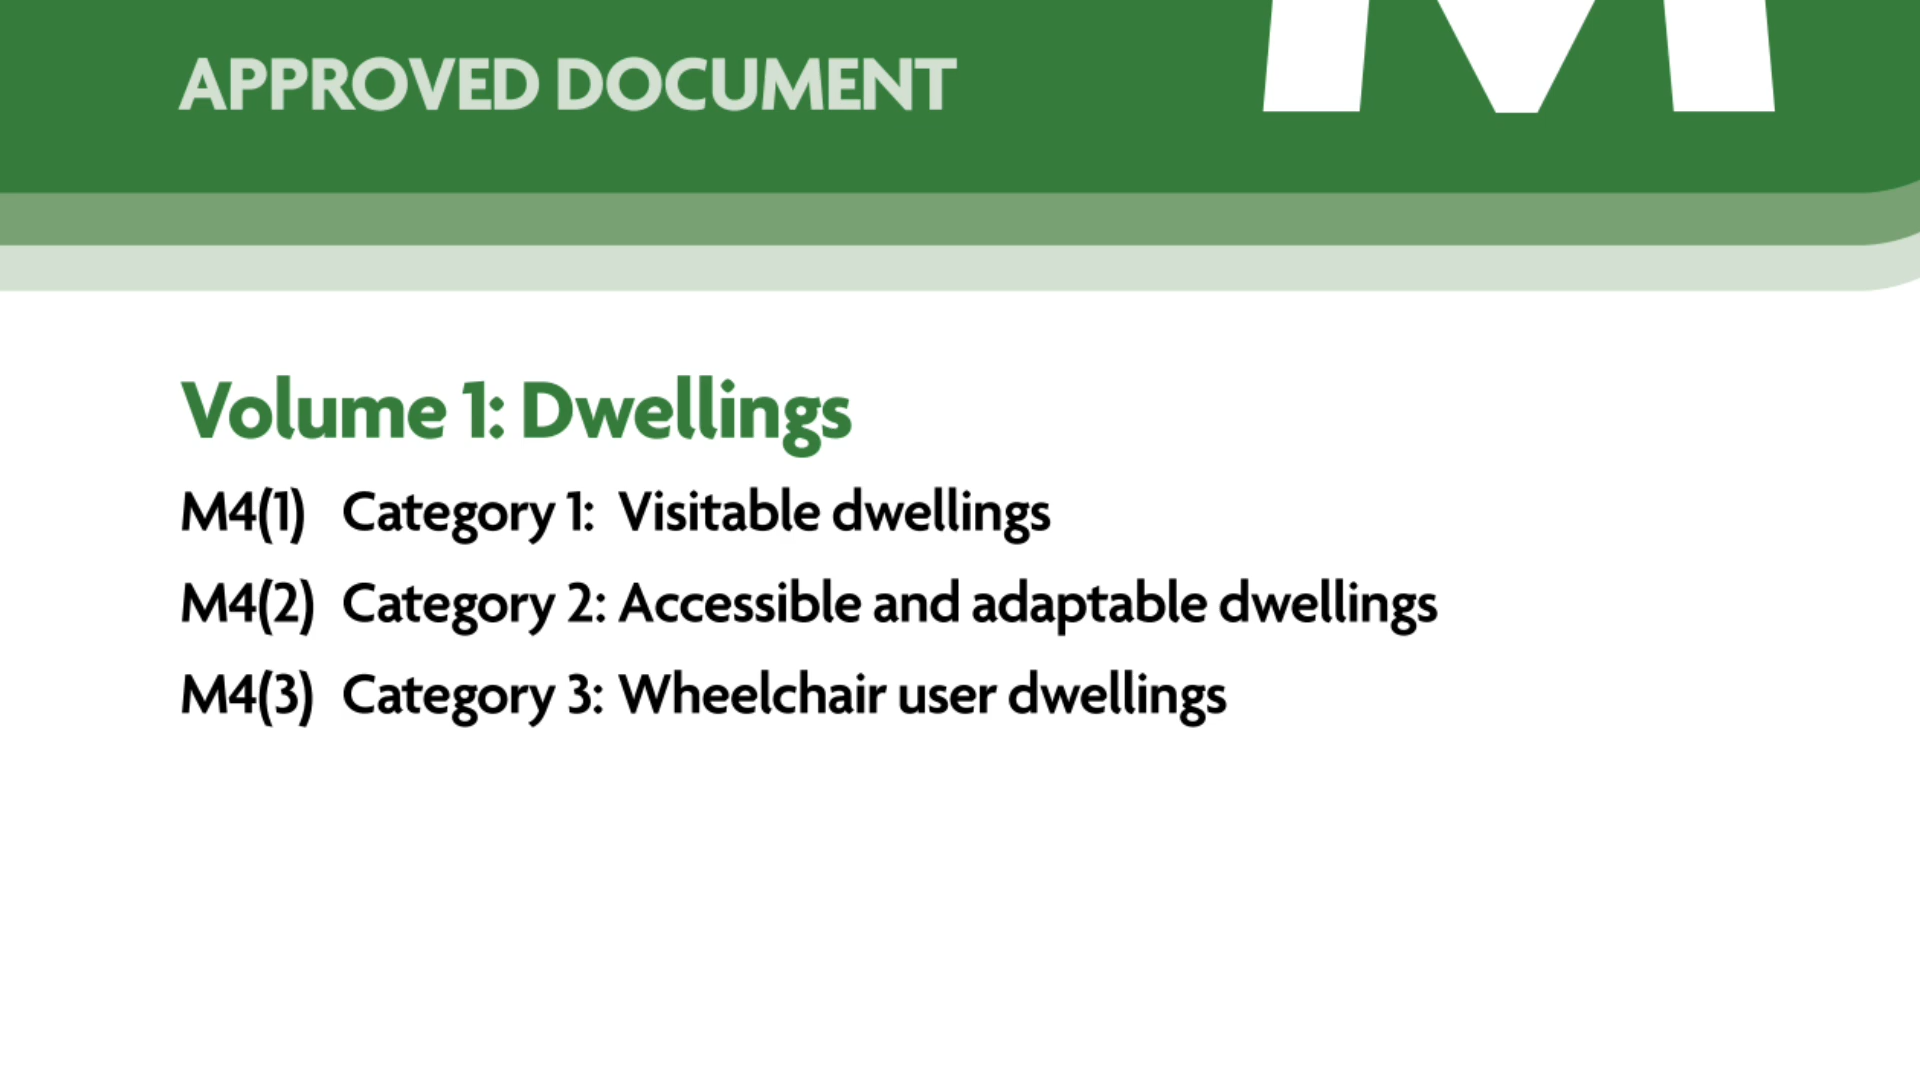 APPROVED DOCUMENT M
Volume 1: Dwellings
M4(1) Category 1: Visitable dwellings
M4(2) Category 2: Accessible and adaptable dwellings
M4(3) Category 3: Wheelchair user dwellings